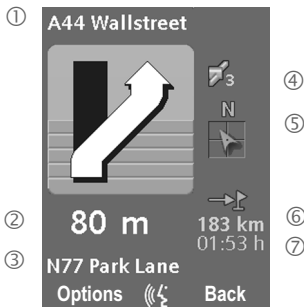 ① A44 Wallstreet
3 ④
N ⑤
② 80 m
183 km ⑥
01:53 h ⑦
③ N77 Park Lane
Options Back